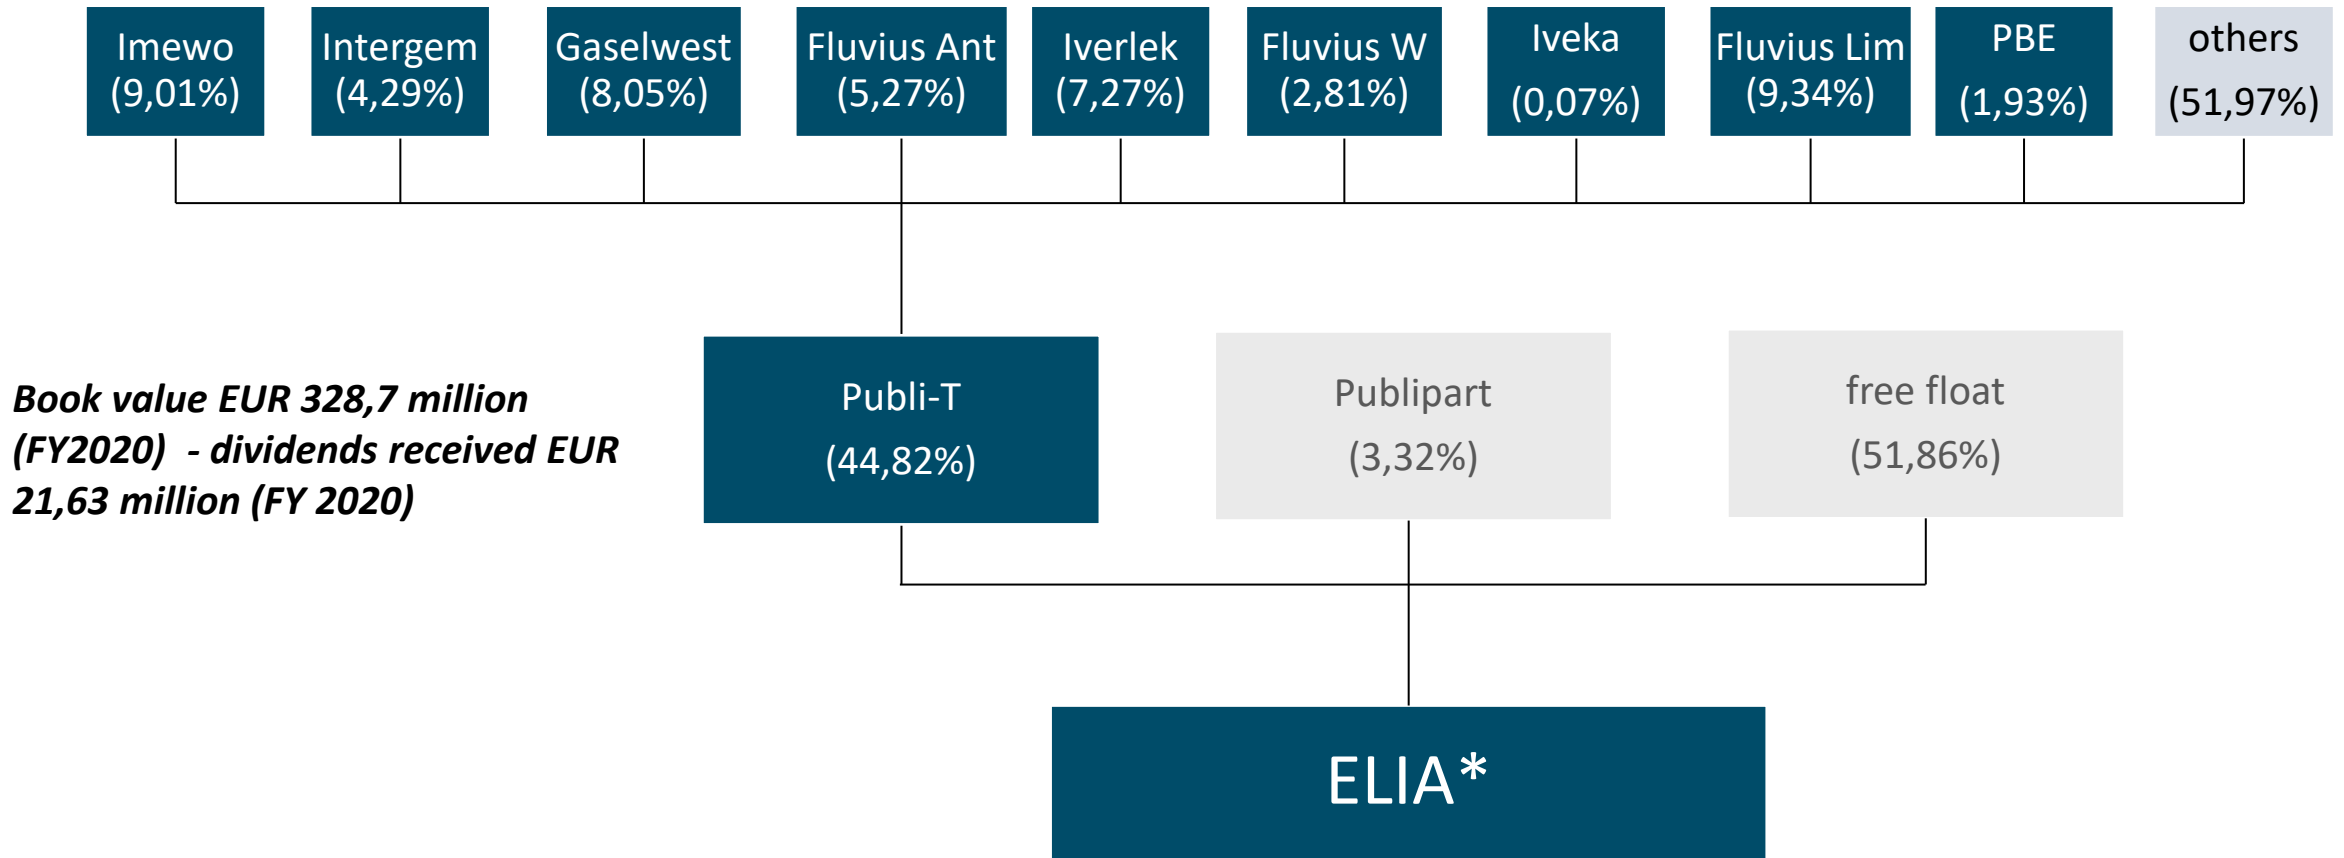 Imewo
(9,01%)
Intergem
(4,29%)
Gaselwest
(8,05%)
Fluvius Ant
(5,27%)
Iverlek
(7,27%)
Fluvius W
(2,81%)
Iveka
(0,07%)
Fluvius Lim
(9,34%)
PBE
(1,93%)
others
(51,97%)
Book value EUR 328,7 million
(FY2020)  - dividends received EUR
21,63 million (FY 2020)
Publi-T
(44,82%)
Publipart
(3,32%)
free float
(51,86%)
ELIA*